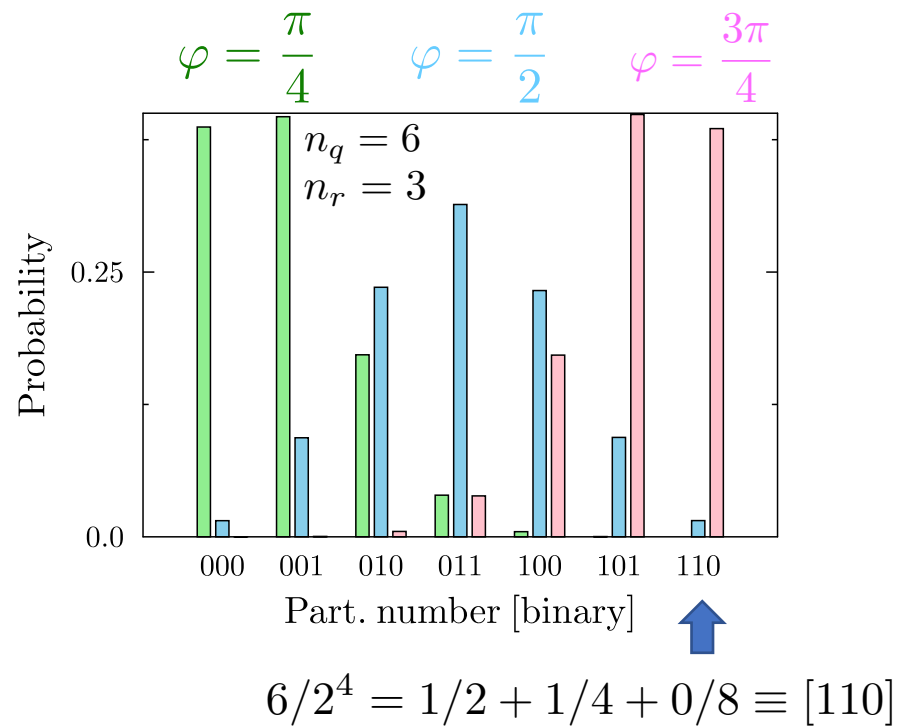 φ = π/4 φ = π/2 φ = 3π/4
n_q = 6
n_r = 3
Probability
0.25
0.0
000 001 010 011 100 101 110
Part. number [binary]
6/2^4 = 1/2 + 1/4 + 0/8 ≡ [110]